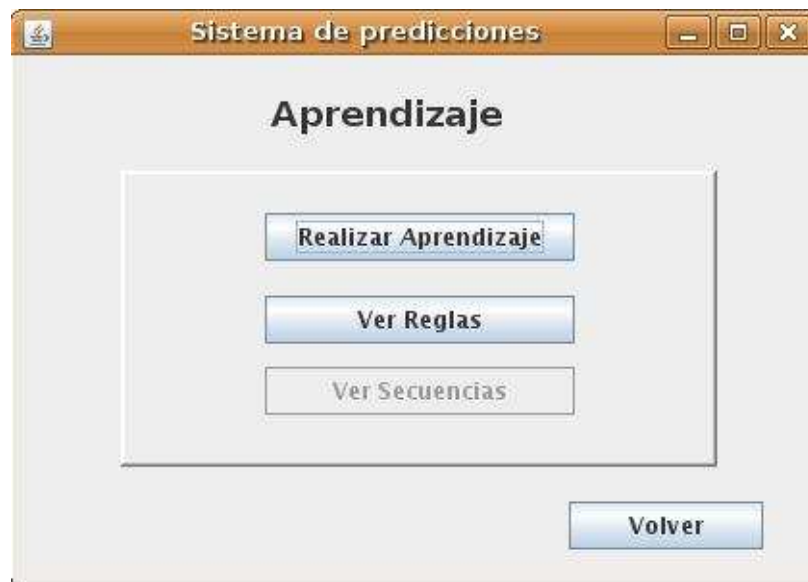 Sistema de predicciones
Aprendizaje
Realizar Aprendizaje
Ver Reglas
Ver Secuencias
Volver